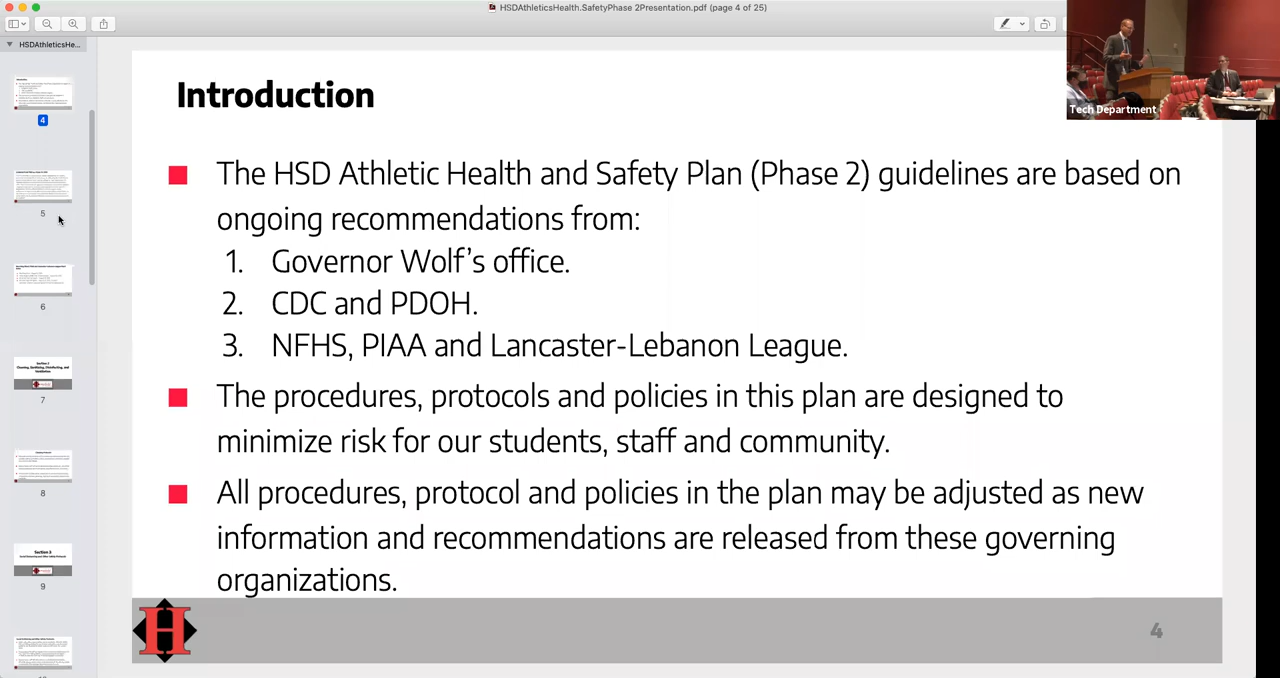 HSDAthleticsHealth.SafetyPhase 2Presentation.pdf (page 4 of 25)
HSDAthleticsHe...
4
5
6
7
8
9
Tech Department
Introduction
The HSD Athletic Health and Safety Plan (Phase 2) guidelines are based on
ongoing recommendations from:
1. Governor Wolf’s office.
2. CDC and PDOH.
3. NFHS, PIAA and Lancaster-Lebanon League.
The procedures, protocols and policies in this plan are designed to
minimize risk for our students, staff and community.
All procedures, protocol and policies in the plan may be adjusted as new
information and recommendations are released from these governing
organizations.
H
4